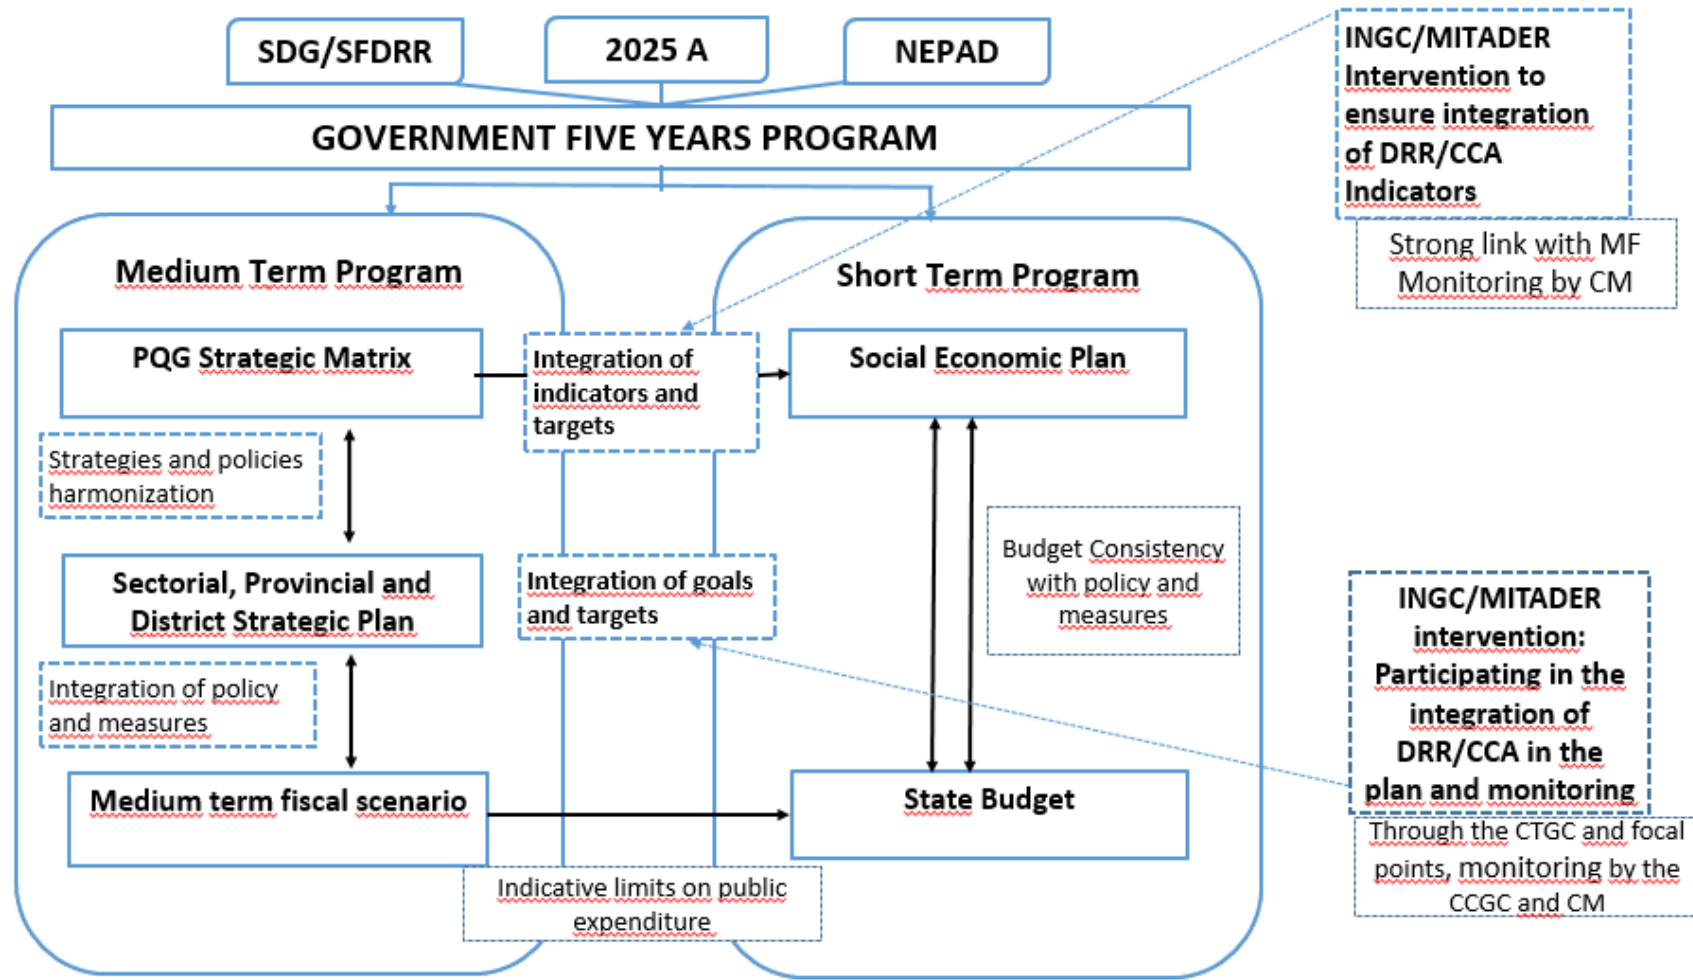 SDG/SFDRR
2025 A
NEPAD
GOVERNMENT FIVE YEARS PROGRAM
Medium Term Program
PQG Strategic Matrix
Strategies and policies
harmonization
Sectorial, Provincial and
District Strategic Plan
Integration of policy
and measures
Medium term fiscal scenario
Integration of
indicators and
targets
Integration of goals
and targets
Indicative limits on public
expenditure
Short Term Program
Social Economic Plan
Budget Consistency
with policy and
measures
State Budget
INGC/MITADER
Intervention to
ensure integration
of DRR/CCA
Indicators
Strong link with MF
Monitoring by CM
INGC/MITADER
intervention:
Participating in the
integration of
DRR/CCA in the
plan and monitoring
Through the CTGC and focal
points, monitoring by the
CCGC and CM